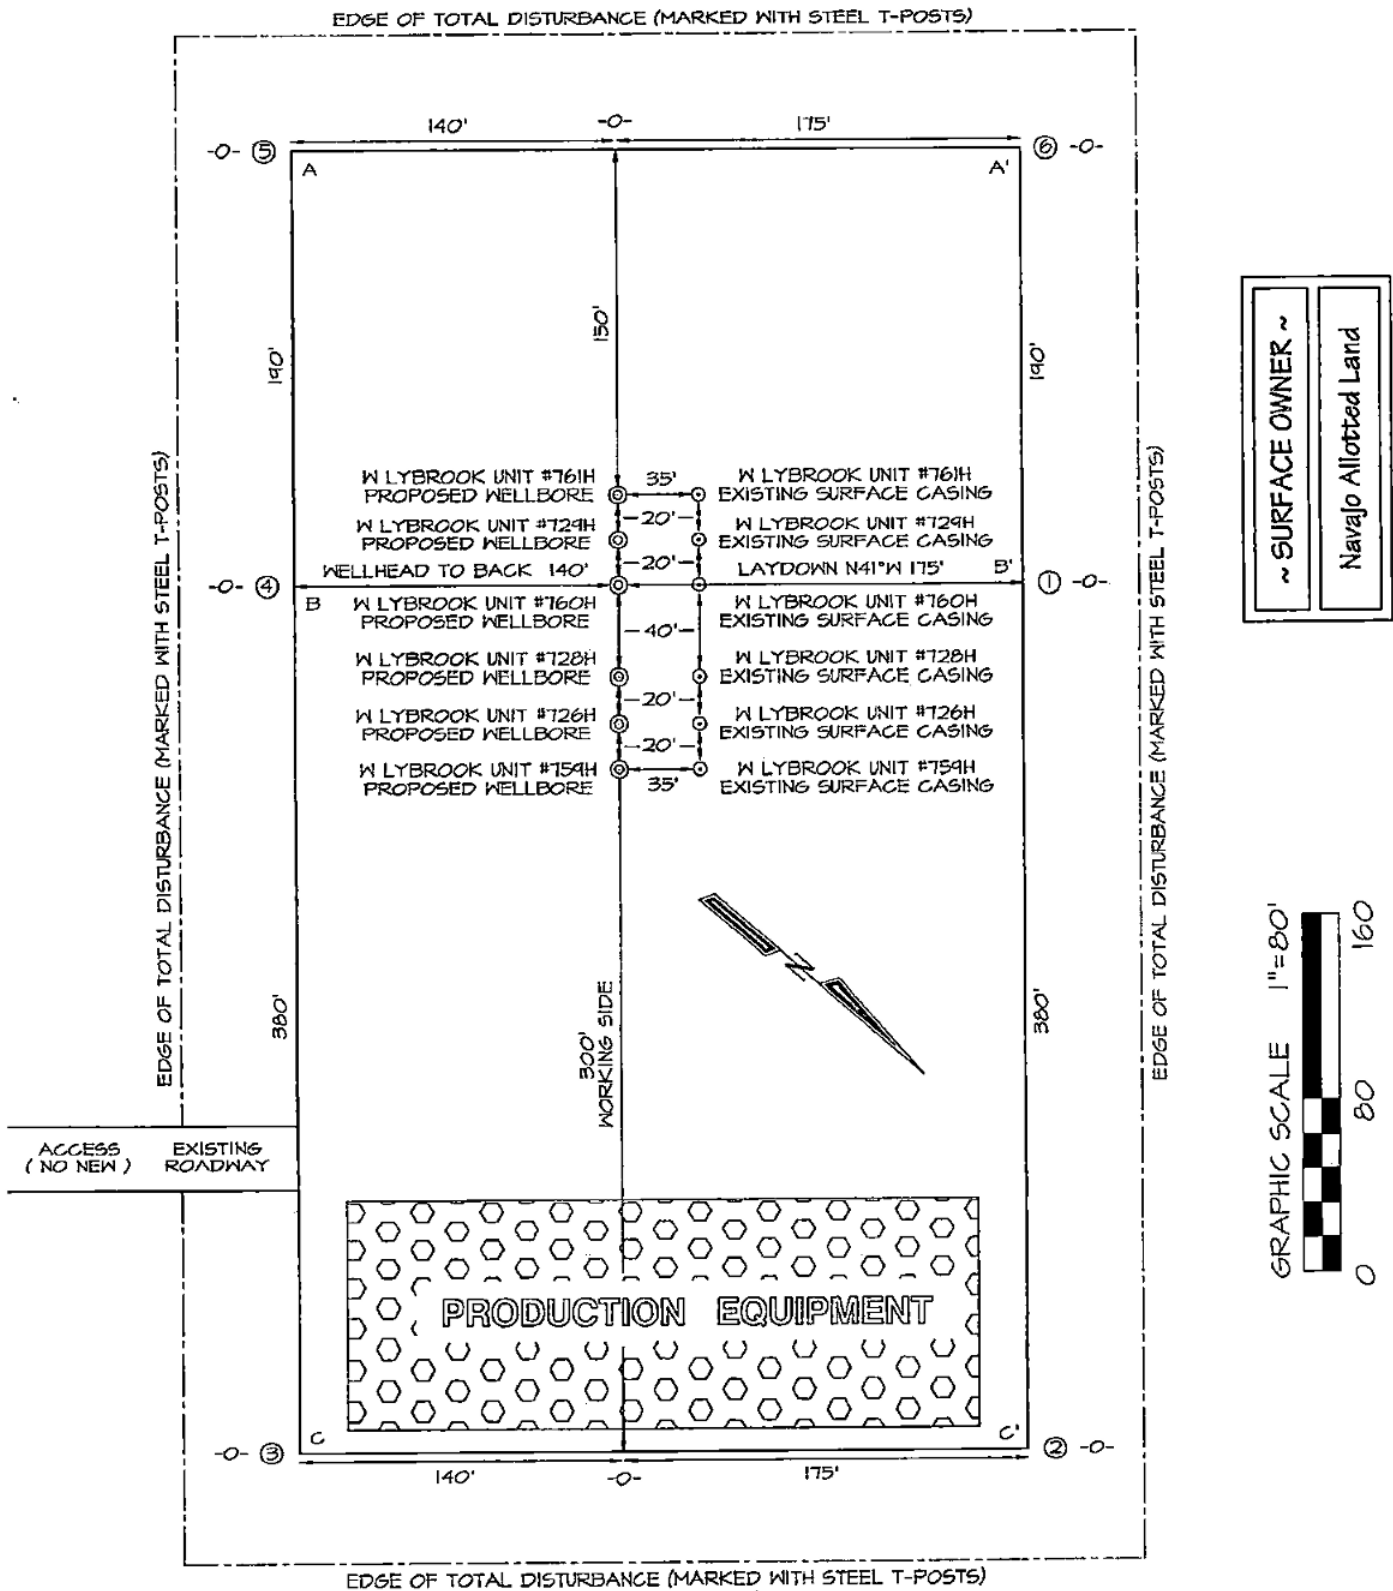 EDGE OF TOTAL DISTURBANCE (MARKED WITH STEEL T-POSTS)
140' -0- 175'
-0- 5 6 -0-
A A'
150'
190' 190'
~ SURFACE OWNER ~
Navajo Allotted Land
EDGE OF TOTAL DISTURBANCE (MARKED WITH STEEL T-POSTS)
EDGE OF TOTAL DISTURBANCE (MARKED WITH STEEL T-POSTS)
W LYBROOK UNIT #761H 35' W LYBROOK UNIT #761H
PROPOSED WELLBORE EXISTING SURFACE CASING
20'
W LYBROOK UNIT #729H W LYBROOK UNIT #729H
PROPOSED WELLBORE EXISTING SURFACE CASING
20'
WELLHEAD TO BACK 140' LAYDOWN N41°W 175' B'
-0- 4 1 -0-
B W LYBROOK UNIT #760H W LYBROOK UNIT #760H
PROPOSED WELLBORE EXISTING SURFACE CASING
40'
W LYBROOK UNIT #728H W LYBROOK UNIT #728H
PROPOSED WELLBORE EXISTING SURFACE CASING
20'
W LYBROOK UNIT #726H W LYBROOK UNIT #726H
PROPOSED WELLBORE EXISTING SURFACE CASING
20'
W LYBROOK UNIT #759H W LYBROOK UNIT #759H
PROPOSED WELLBORE 35' EXISTING SURFACE CASING
N
380' 380'
300'
WORKING SIDE
GRAPHIC SCALE 1"=80'
0 80 160
ACCESS EXISTING
( NO NEW ) ROADWAY
PRODUCTION EQUIPMENT
C C'
-0- 3 2 -0-
140' -0- 175'
EDGE OF TOTAL DISTURBANCE (MARKED WITH STEEL T-POSTS)